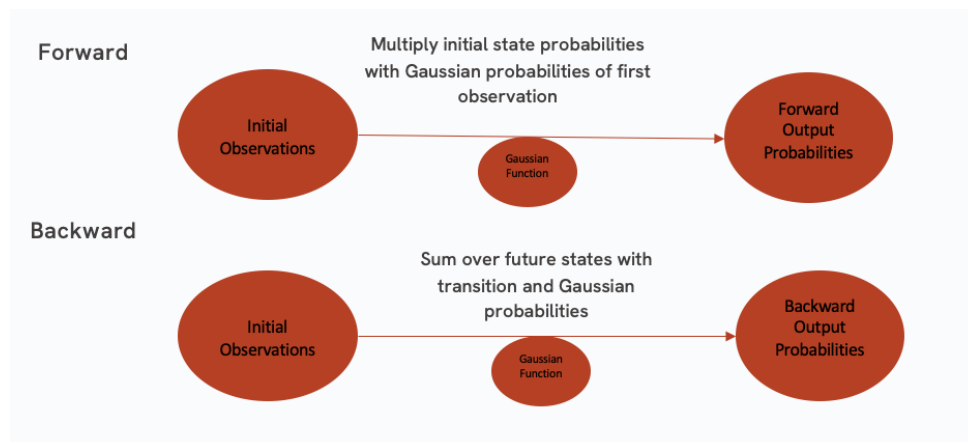 Forward
Multiply initial state probabilities
with Gaussian probabilities of first
observation
Initial
Observations
Gaussian
Function
Forward
Output
Probabilities
Backward
Sum over future states with
transition and Gaussian
probabilities
Initial
Observations
Gaussian
Function
Backward
Output
Probabilities